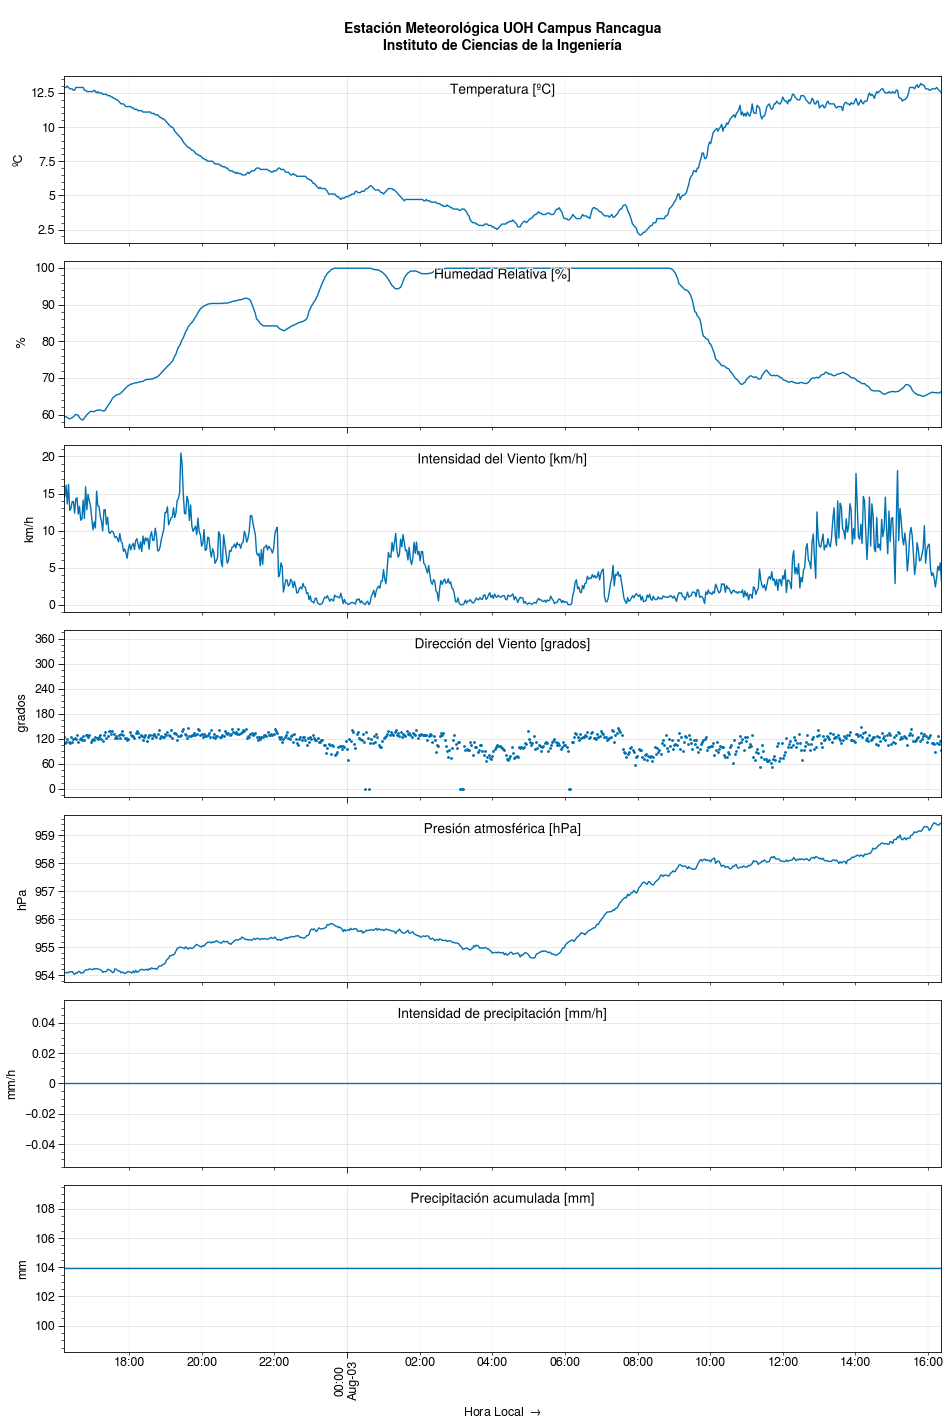 Estación Meteorológica UOH Campus Rancagua
Instituto de Ciencias de la Ingeniería
Temperatura [ºC]
ºC
12.5
10
7.5
5
2.5
Humedad Relativa [%]
%
100
90
80
70
60
Intensidad del Viento [km/h]
km/h
20
15
10
5
0
Dirección del Viento [grados]
grados
360
300
240
180
120
60
0
Presión atmosférica [hPa]
hPa
959
958
957
956
955
954
Intensidad de precipitación [mm/h]
mm/h
0.04
0.02
0
−0.02
−0.04
Precipitación acumulada [mm]
mm
108
106
104
102
100
18:00 20:00 22:00 00:00 02:00 04:00 06:00 08:00 10:00 12:00 14:00 16:00
Aug-03
Hora Local →